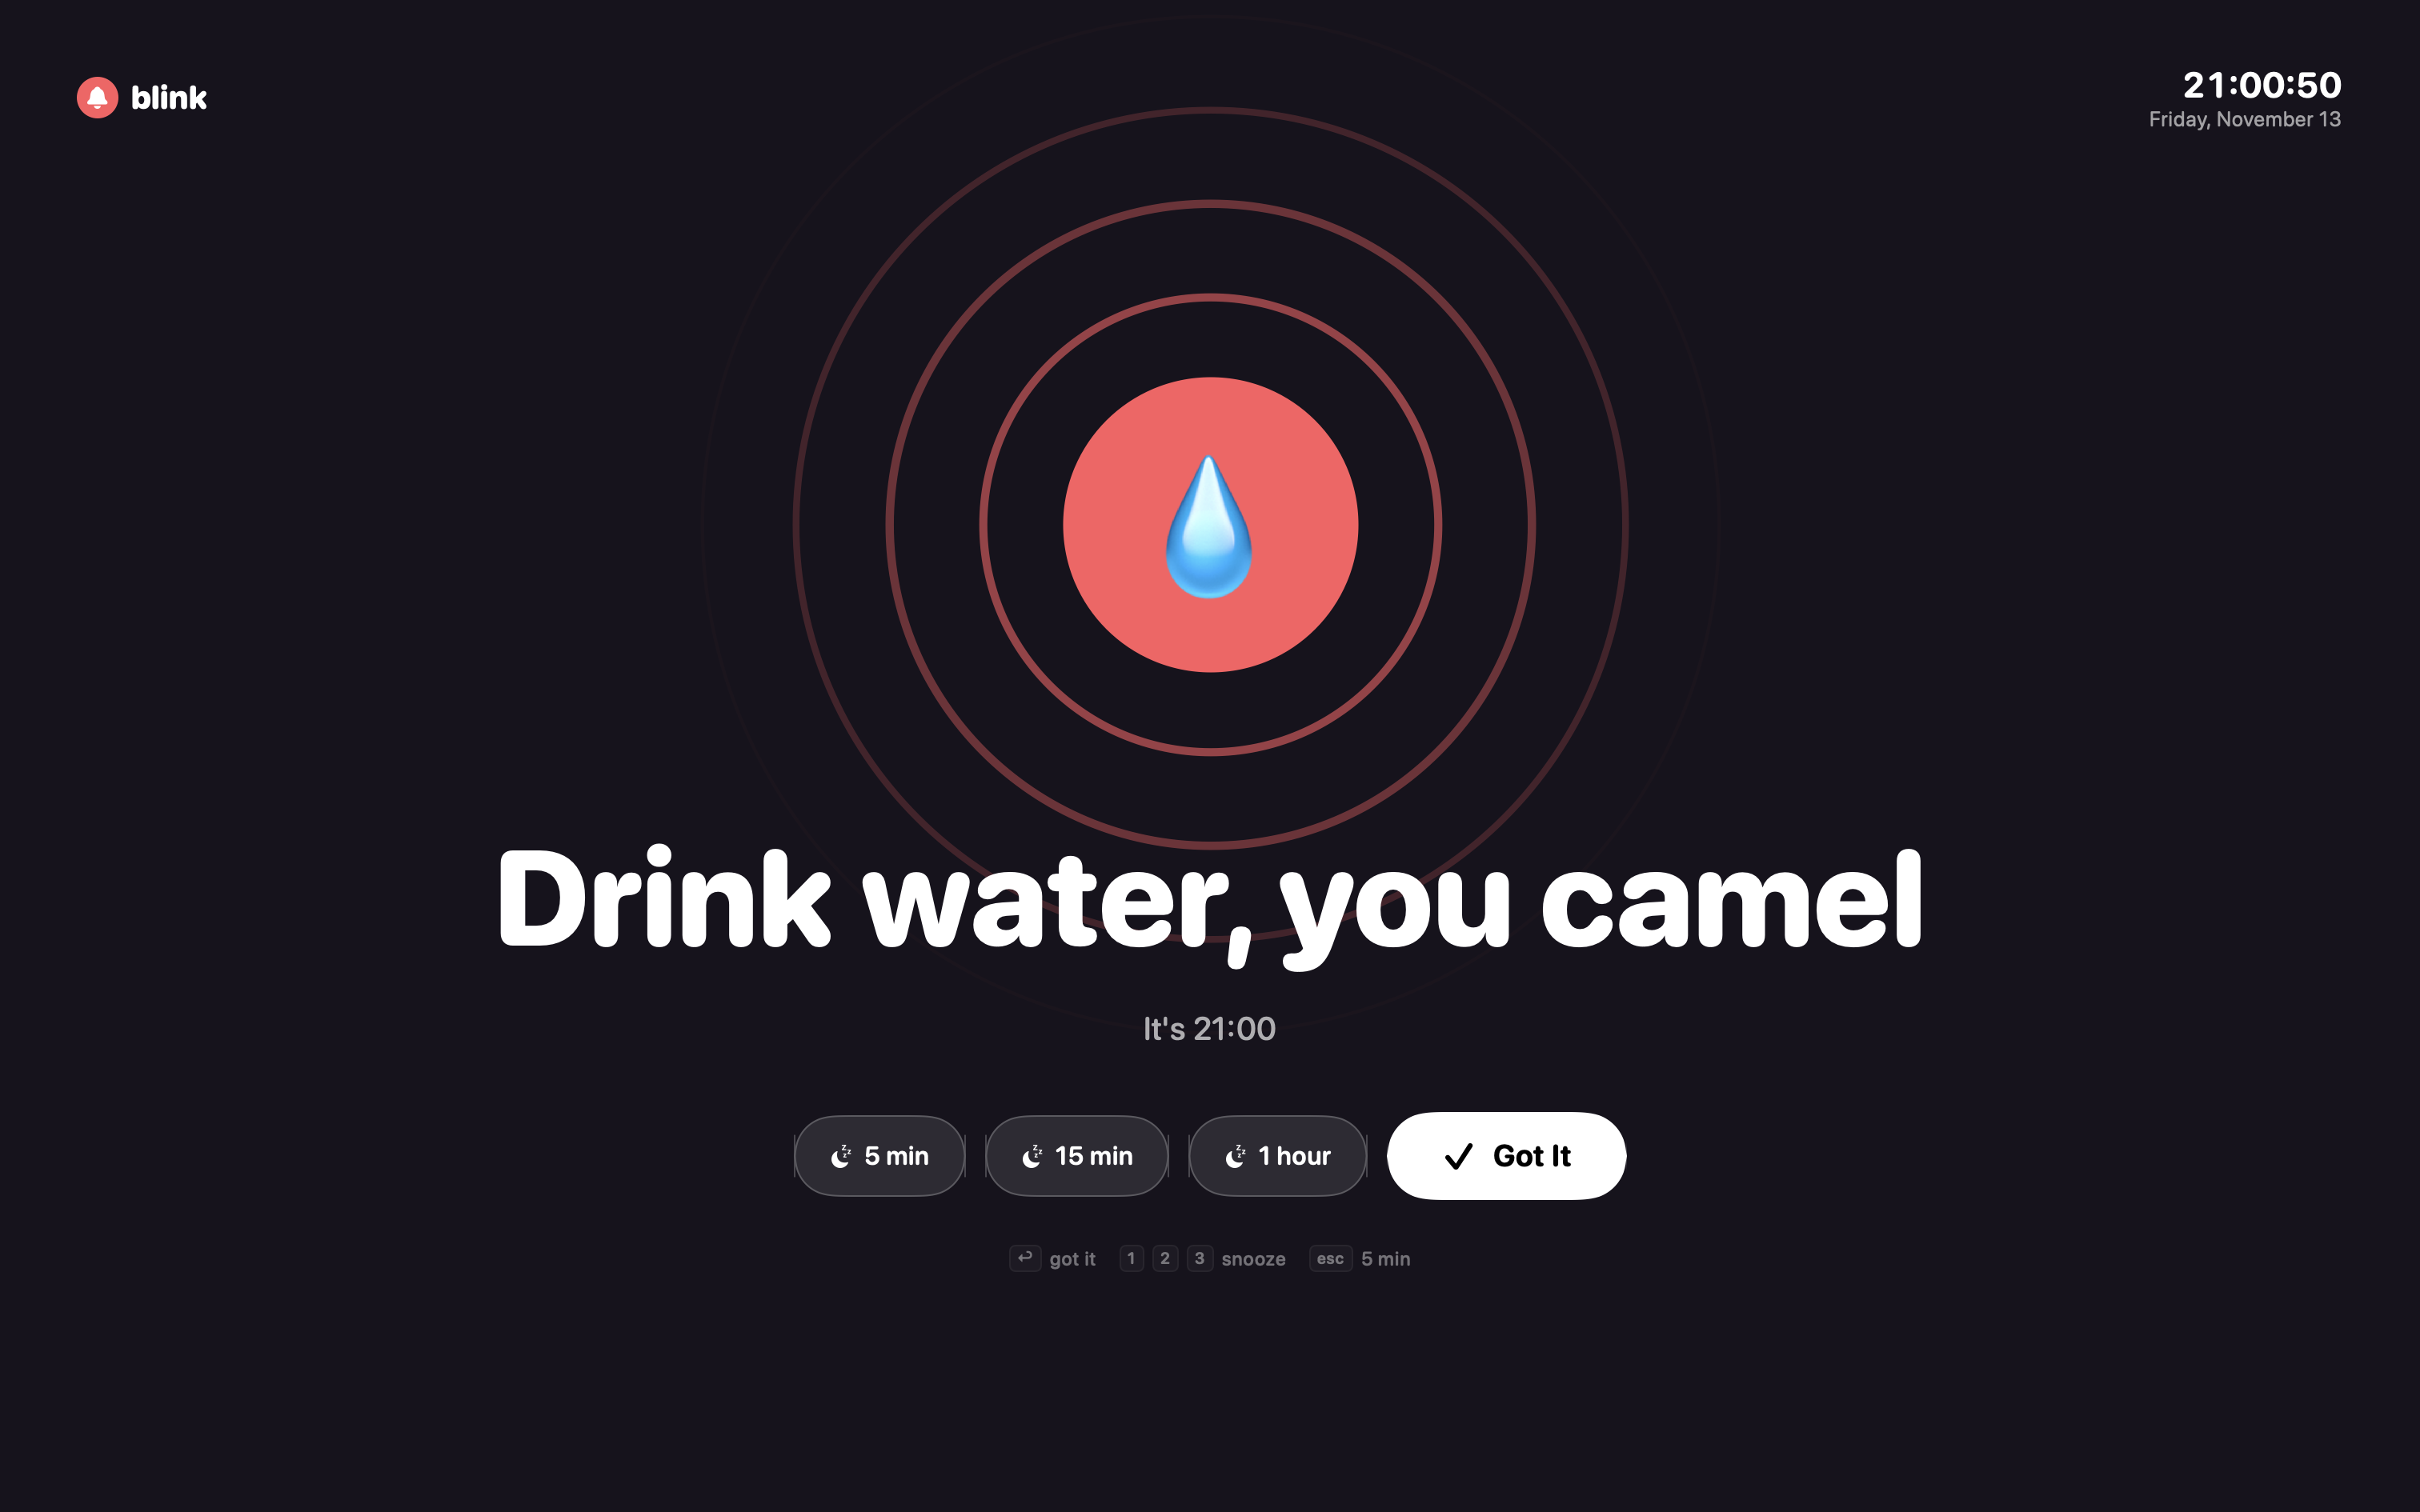 blink
21:00:50
Friday, November 13
Drink water, you camel
It's 21:00
5 min
15 min
1 hour
Got It
got it 1 2 3 snooze esc 5 min